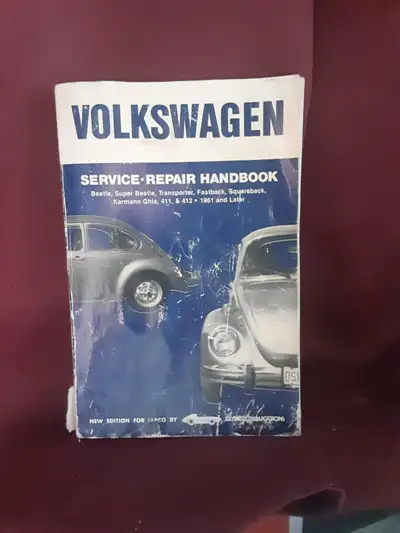 VOLKSWAGEN
SERVICE • REPAIR HANDBOOK
Beetle, Super Beetle, Transporter, Fastback, Squareback,
Karmann Ghia, 411, & 412 • 1961 and Later
NEW EDITION FOR BY